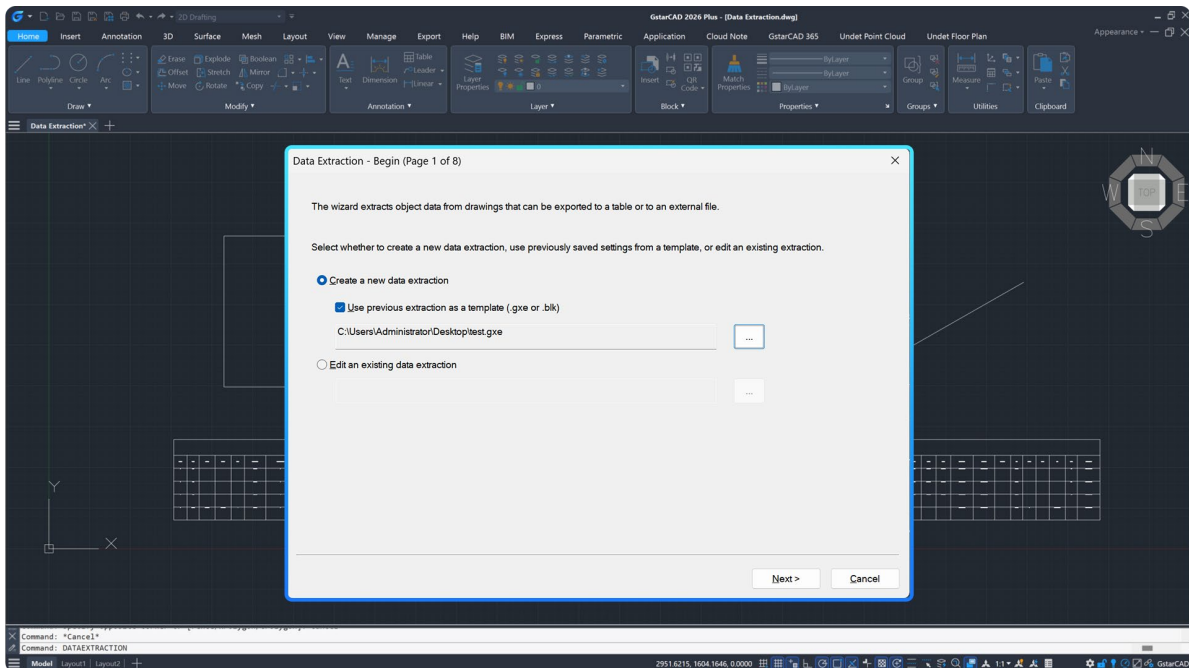 2D Drafting
GstarCAD 2026 Plus - [Data Extraction.dwg]
Home Insert Annotation 3D Surface Mesh Layout View Manage Export Help BIM Express Parametric Application Cloud Note GstarCAD 365 Undet Point Cloud Undet Floor Plan Appearance
Line Polyline Circle Arc
Draw
Erase Explode Boolean
Offset Stretch Mirror
Move Rotate Copy
Modify
Text Dimension
Table
Leader
Linear
Annotation
Layer Properties
0
Layer
Insert
QR Code
Block
Match Properties
ByLayer
ByLayer
ByLayer
Properties
Group
Groups
Measure
Utilities
Paste
Clipboard
Data Extraction*
Data Extraction - Begin (Page 1 of 8)
The wizard extracts object data from drawings that can be exported to a table or to an external file.
Select whether to create a new data extraction, use previously saved settings from a template, or edit an existing extraction.
Create a new data extraction
Use previous extraction as a template (.gxe or .blk)
C:\Users\Administrator\Desktop\test.gxe
...
Edit an existing data extraction
...
Next > Cancel
N
W TOP E
S
Y
X
Command: *Cancel*
Command: DATAEXTRACTION
Model Layout1 Layout2
2951.6215, 1604.1646, 0.0000
1:1
GstarCAD